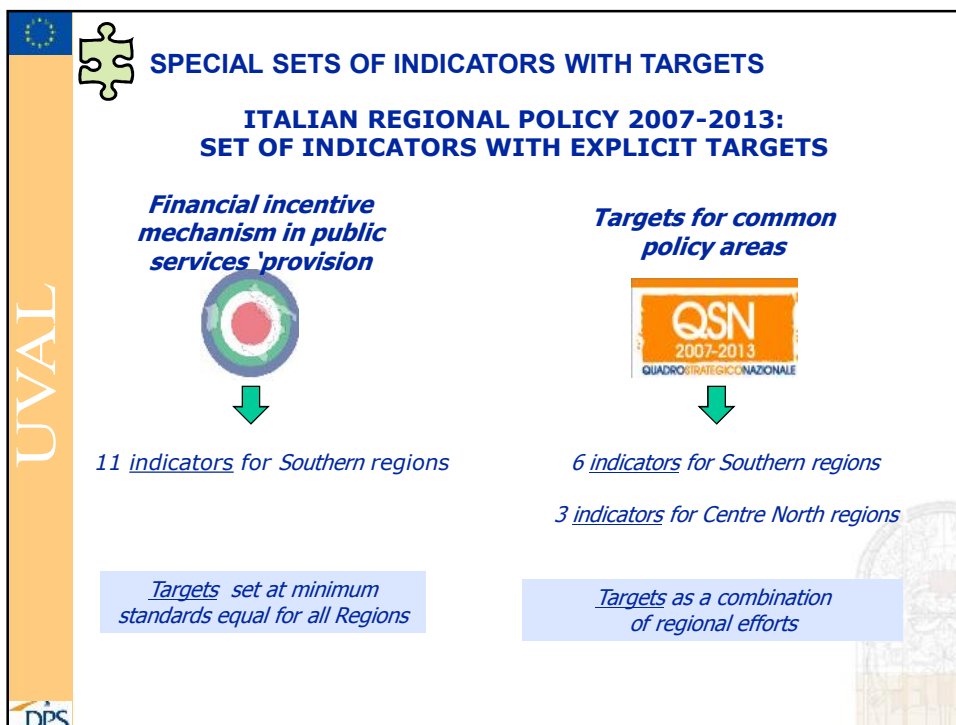 SPECIAL SETS OF INDICATORS WITH TARGETS
ITALIAN REGIONAL POLICY 2007-2013:
SET OF INDICATORS WITH EXPLICIT TARGETS
Financial incentive
mechanism in public
services ‘provision
11 indicators for Southern regions
Targets set at minimum
standards equal for all Regions
Targets for common
policy areas
QSN
2007-2013
QUADROSTRATEGICONAZIONALE
6 indicators for Southern regions
3 indicators for Centre North regions
Targets as a combination
of regional efforts
UVAL
DPS